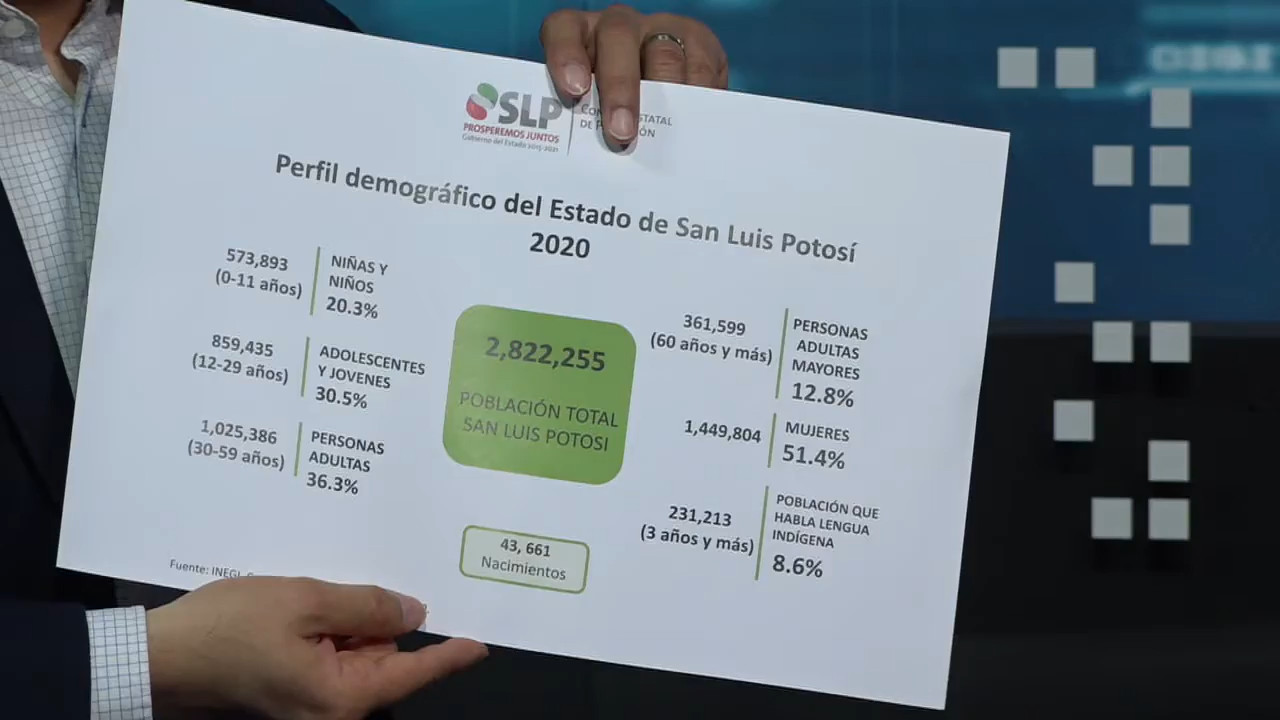 SLP
PROSPEREMOS JUNTOS
Gobierno del Estado 2015-2021
Perfil demográfico del Estado de San Luis Potosí
2020
573,893
(0-11 años)
NIÑAS Y
NIÑOS
20.3%
859,435
(12-29 años)
ADOLESCENTES
Y JOVENES
30.5%
1,025,386
(30-59 años)
PERSONAS
ADULTAS
36.3%
2,822,255
POBLACIÓN TOTAL
SAN LUIS POTOSI
43, 661
Nacimientos
361,599
(60 años y más)
PERSONAS
ADULTAS
MAYORES
12.8%
1,449,804
MUJERES
51.4%
231,213
(3 años y más)
POBLACIÓN QUE
HABLA LENGUA
INDÍGENA
8.6%
Fuente: INEGI